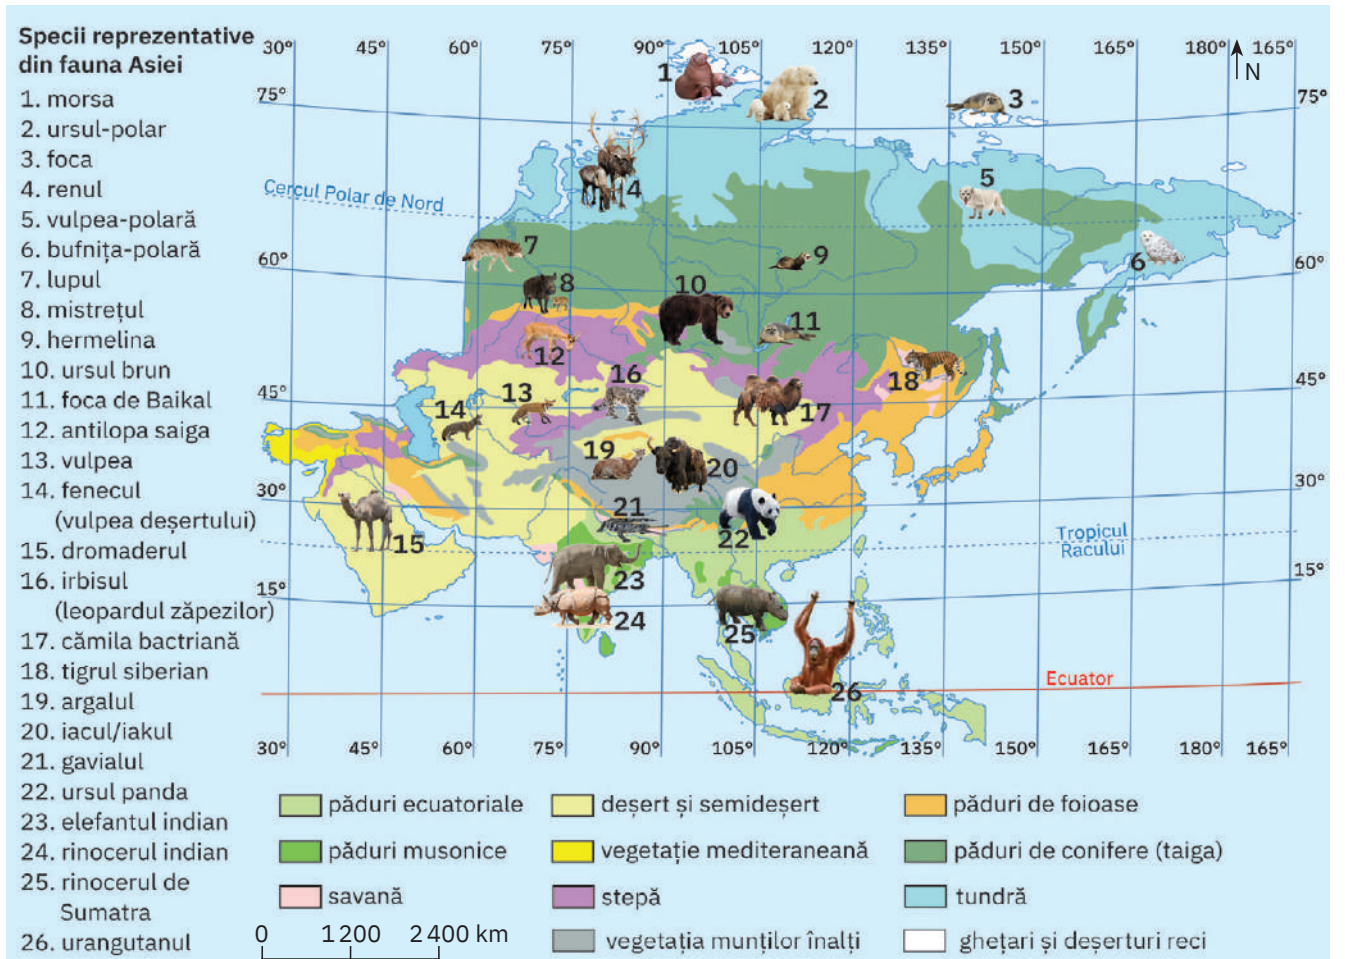 Specii reprezentative
din fauna Asiei
1. morsa
2. ursul-polar
3. foca
4. renul
5. vulpea-polară
6. bufnița-polară
7. lupul
8. mistrețul
9. hermelina
10. ursul brun
11. foca de Baikal
12. antilopa saiga
13. vulpea
14. fenecul
(vulpea deșertului)
15. dromaderul
16. irbisul
(leopardul zăpezilor)
17. cămila bactriană
18. tigrul siberian
19. argalul
20. iacul/iakul
21. gavialul
22. ursul panda
23. elefantul indian
24. rinocerul indian
25. rinocerul de
Sumatra
26. urangutanul
30° 45° 60° 75° 90° 105° 120° 135° 150° 165° 180° 165°
N
1
2
3
75° 75°
4
5
Cercul Polar de Nord
6
7
8
9
60° 60°
10
11
12
13
14
16
17
18
45° 45°
19
20
21
22
30° 30°
15
Tropicul
Racului
23
24
25
15° 15°
26
Ecuator
30° 45° 60° 75° 90° 105° 120° 135° 150° 165° 180° 165°
păduri ecuatoriale
păduri musonice
savană
deșert și semideșert
vegetație mediteraneană
stepă
vegetația munților înalți
păduri de foioase
păduri de conifere (taiga)
tundră
ghețari și deșerturi reci
0 1 200 2 400 km